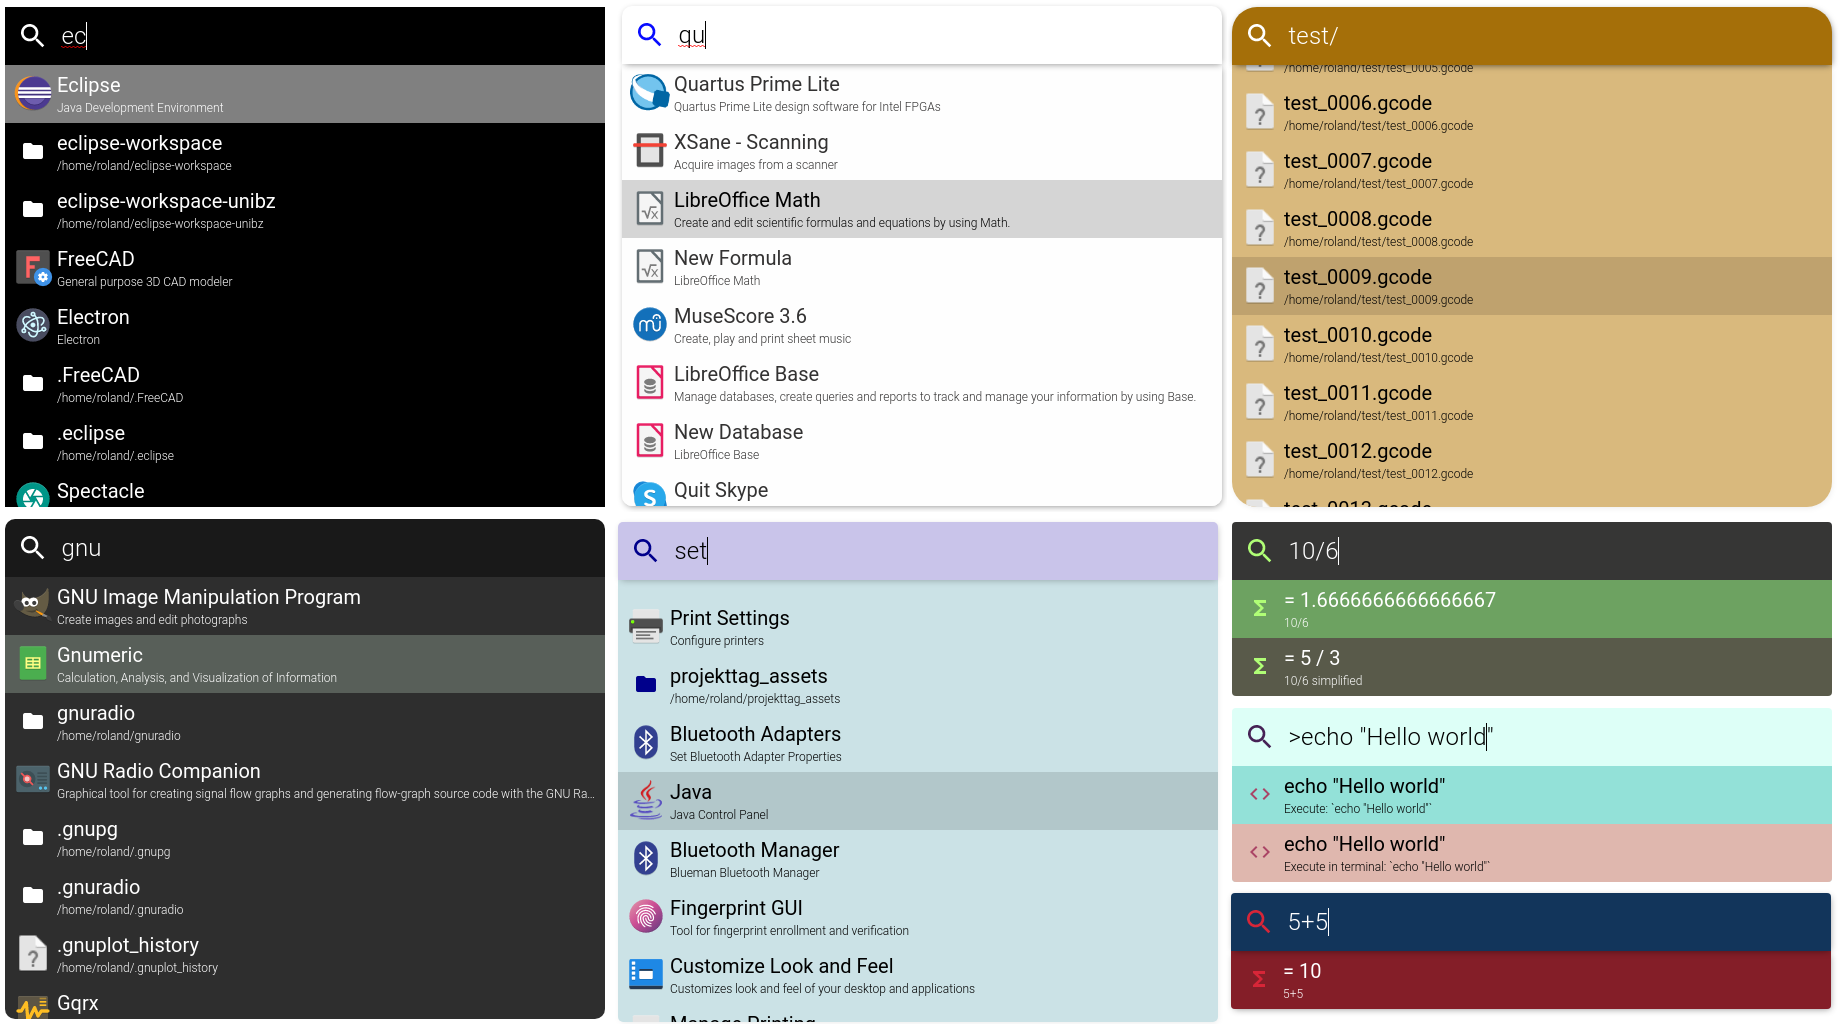 ec
Eclipse
Java Development Environment
eclipse-workspace
/home/roland/eclipse-workspace
eclipse-workspace-unibz
/home/roland/eclipse-workspace-unibz
FreeCAD
General purpose 3D CAD modeler
Electron
Electron
.FreeCAD
/home/roland/.FreeCAD
.eclipse
/home/roland/.eclipse
Spectacle
qu
Quartus Prime Lite
Quartus Prime Lite design software for Intel FPGAs
XSane - Scanning
Acquire images from a scanner
LibreOffice Math
Create and edit scientific formulas and equations by using Math.
New Formula
LibreOffice Math
MuseScore 3.6
Create, play and print sheet music
LibreOffice Base
Manage databases, create queries and reports to track and manage your information by using Base.
New Database
LibreOffice Base
Quit Skype
test/
/home/roland/test/test_0005.gcode
test_0006.gcode
/home/roland/test/test_0006.gcode
test_0007.gcode
/home/roland/test/test_0007.gcode
test_0008.gcode
/home/roland/test/test_0008.gcode
test_0009.gcode
/home/roland/test/test_0009.gcode
test_0010.gcode
/home/roland/test/test_0010.gcode
test_0011.gcode
/home/roland/test/test_0011.gcode
test_0012.gcode
/home/roland/test/test_0012.gcode
test_0013.gcode
gnu
GNU Image Manipulation Program
Create images and edit photographs
Gnumeric
Calculation, Analysis, and Visualization of Information
gnuradio
/home/roland/gnuradio
GNU Radio Companion
Graphical tool for creating signal flow graphs and generating flow-graph source code with the GNU Ra...
.gnupg
/home/roland/.gnupg
.gnuradio
/home/roland/.gnuradio
.gnuplot_history
/home/roland/.gnuplot_history
Gqrx
set
Print Settings
Configure printers
projekttag_assets
/home/roland/projekttag_assets
Bluetooth Adapters
Set Bluetooth Adapter Properties
Java
Java Control Panel
Bluetooth Manager
Blueman Bluetooth Manager
Fingerprint GUI
Tool for fingerprint enrollment and verification
Customize Look and Feel
Customizes look and feel of your desktop and applications
Manage Printing
10/6
= 1.6666666666666667
10/6
= 5 / 3
10/6 simplified
>echo "Hello world"
echo "Hello world"
Execute: `echo "Hello world"`
echo "Hello world"
Execute in terminal: `echo "Hello world"`
5+5
= 10
5+5